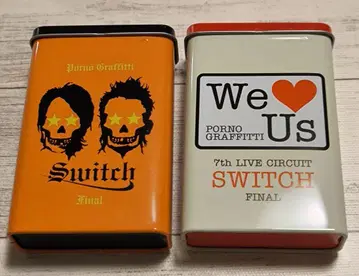 Porno Graffitti
Switch
Final
We ♥
PORNO
GRAFFITTI
Us
7th LIVE CIRCUIT
SWITCH
FINAL